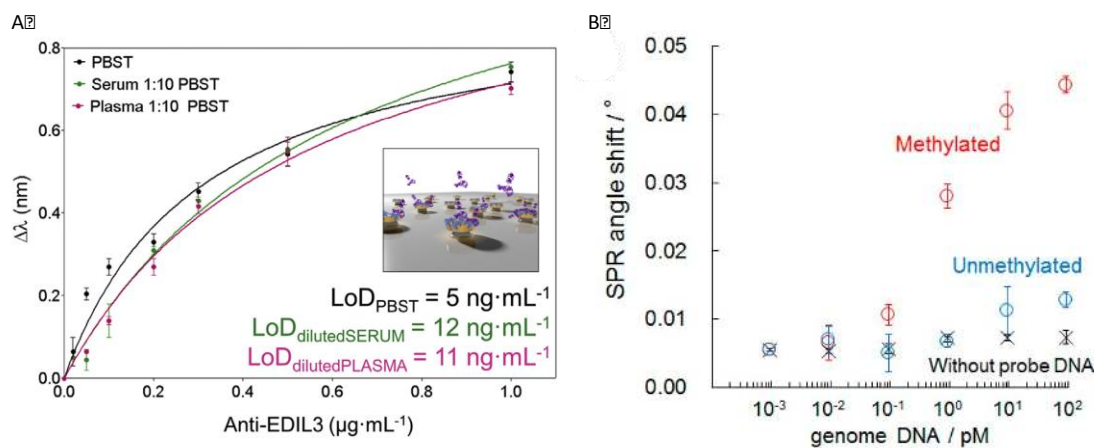 A
B
0.8
0.6
0.4
0.2
0.0
PBST
Serum 1:10 PBST
Plasma 1:10 PBST
LoD_PBST = 5 ng·mL⁻¹
LoD_dilutedSERUM = 12 ng·mL⁻¹
LoD_dilutedPLASMA = 11 ng·mL⁻¹
0.0 0.2 0.4 0.6 0.8 1.0
Anti-EDIL3 (µg·mL⁻¹)
Δλ (nm)
0.05
0.04
0.03
0.02
0.01
0.00
SPR angle shift / °
Methylated
Unmethylated
Without probe DNA
10⁻³ 10⁻² 10⁻¹ 10⁰ 10¹ 10²
genome DNA / pM